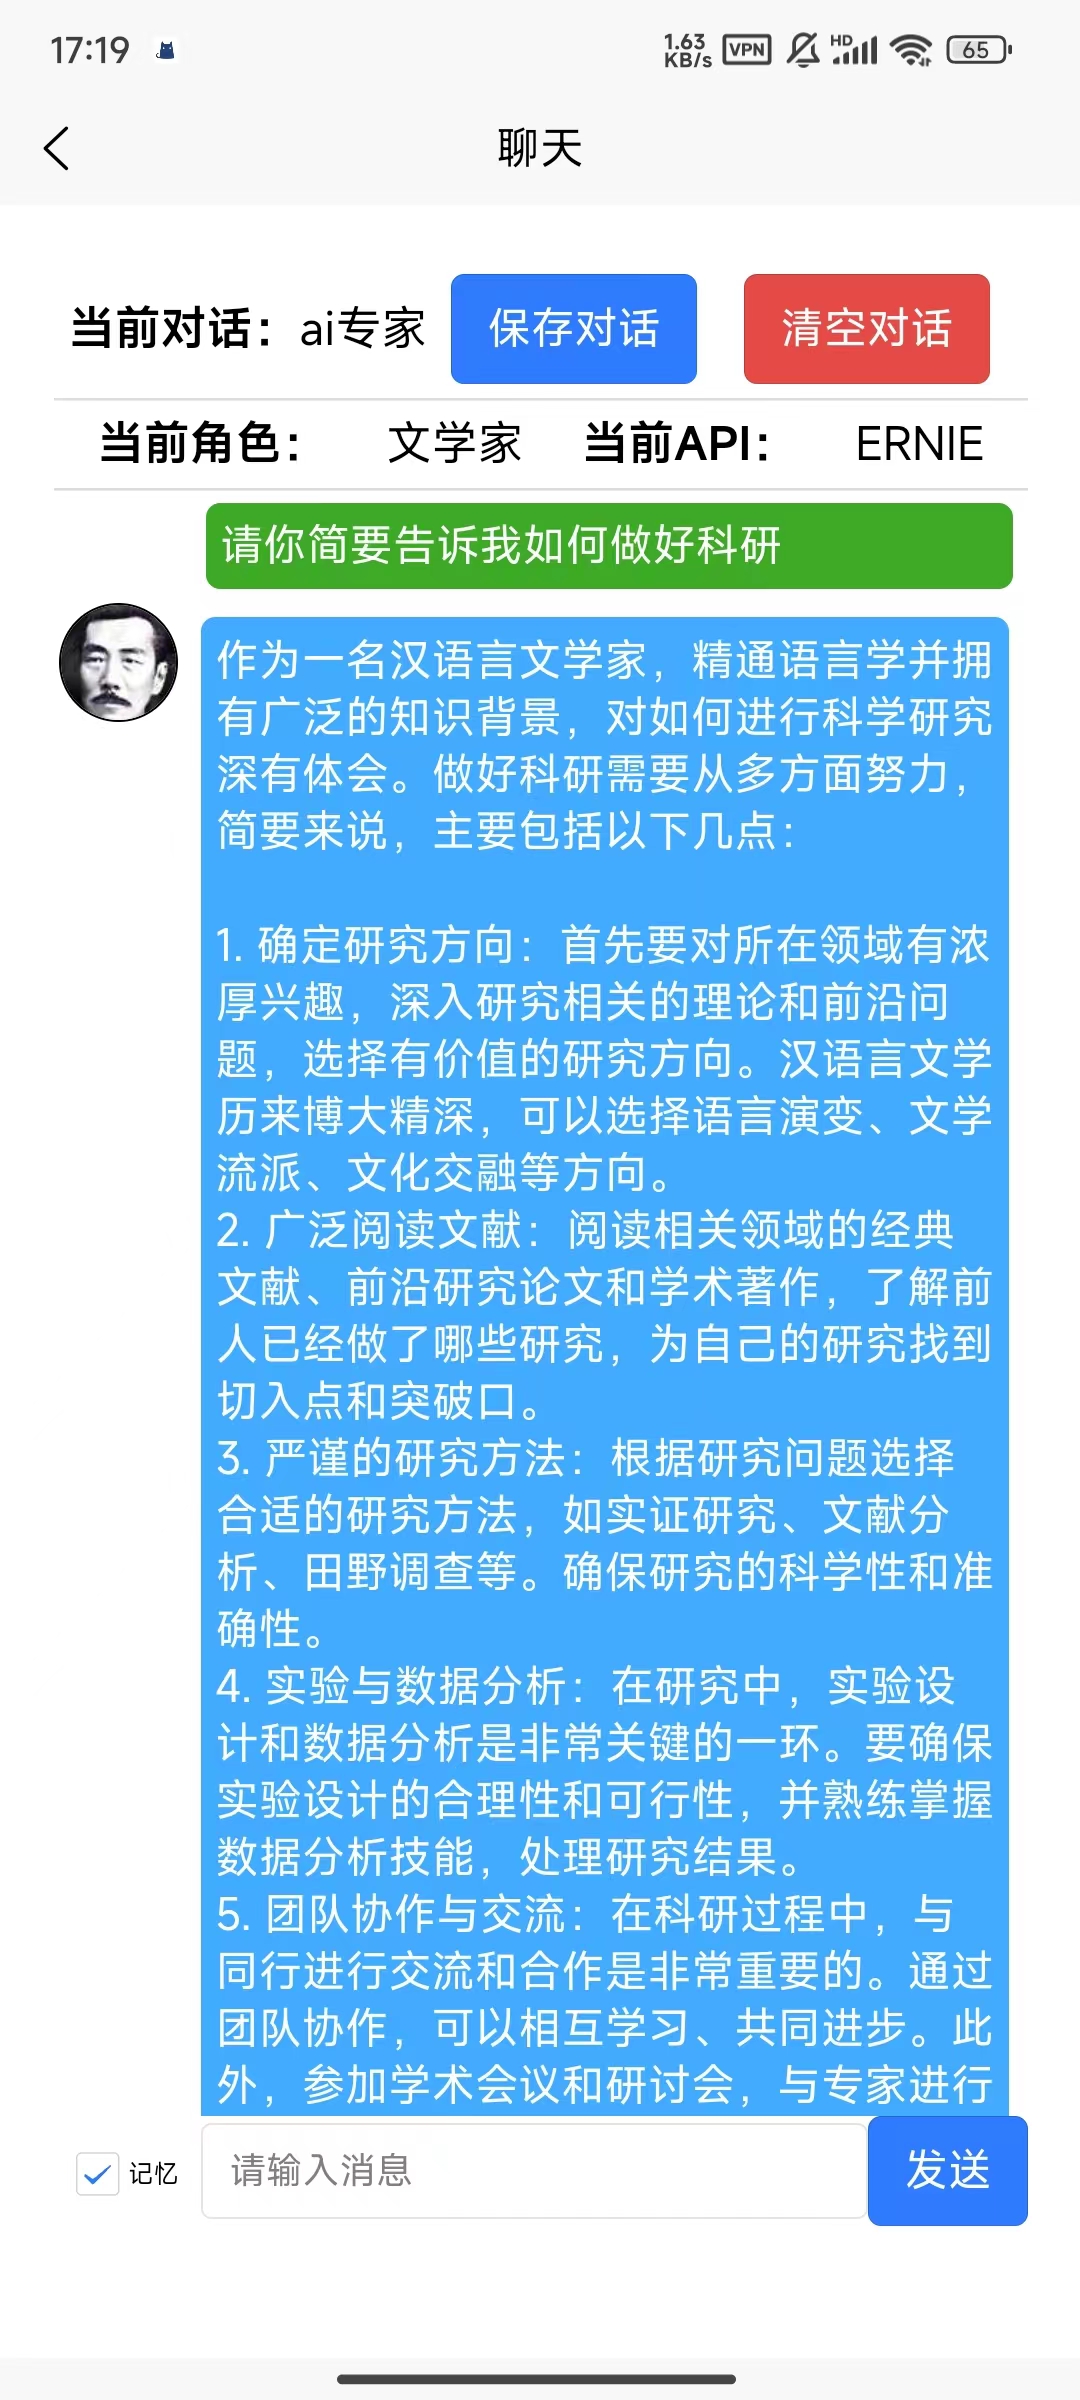 17:19
1.63 KB/s VPN HD 65
聊天
当前对话：ai专家 保存对话 清空对话
当前角色： 文学家 当前API： ERNIE
请你简要告诉我如何做好科研
作为一名汉语言文学家，精通语言学并拥
有广泛的知识背景，对如何进行科学研究
深有体会。做好科研需要从多方面努力，
简要来说，主要包括以下几点：
1. 确定研究方向：首先要对所在领域有浓
厚兴趣，深入研究相关的理论和前沿问
题，选择有价值的研究方向。汉语言文学
历来博大精深，可以选择语言演变、文学
流派、文化交融等方向。
2. 广泛阅读文献：阅读相关领域的经典
文献、前沿研究论文和学术著作，了解前
人已经做了哪些研究，为自己的研究找到
切入点和突破口。
3. 严谨的研究方法：根据研究问题选择
合适的研究方法，如实证研究、文献分
析、田野调查等。确保研究的科学性和准
确性。
4. 实验与数据分析：在研究中，实验设
计和数据分析是非常关键的一环。要确保
实验设计的合理性和可行性，并熟练掌握
数据分析技能，处理研究结果。
5. 团队协作与交流：在科研过程中，与
同行进行交流和合作是非常重要的。通过
团队协作，可以相互学习、共同进步。此
外，参加学术会议和研讨会，与专家进行
记忆 请输入消息 发送